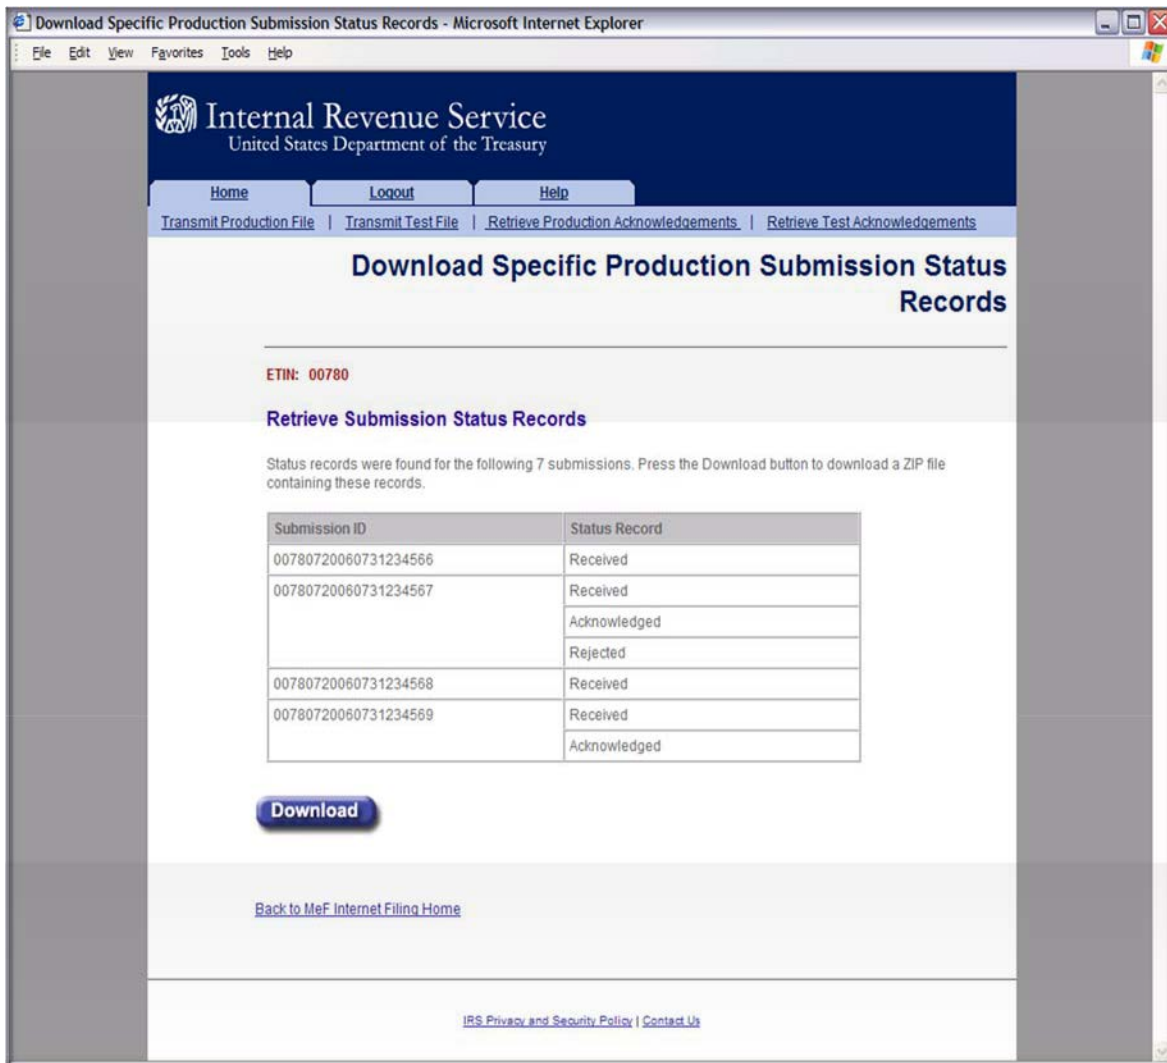 Download Specific Production Submission Status Records - Microsoft Internet Explorer
File Edit View Favorites Tools Help
Internal Revenue Service
United States Department of the Treasury
Home Logout Help
Transmit Production File | Transmit Test File | Retrieve Production Acknowledgements | Retrieve Test Acknowledgements
Download Specific Production Submission Status
Records
ETIN: 00780
Retrieve Submission Status Records
Status records were found for the following 7 submissions. Press the Download button to download a ZIP file
containing these records.
Submission ID Status Record
00780720060731234566 Received
00780720060731234567 Received
Acknowledged
Rejected
00780720060731234568 Received
00780720060731234569 Received
Acknowledged
Download
Back to MeF Internet Filing Home
IRS Privacy and Security Policy | Contact Us